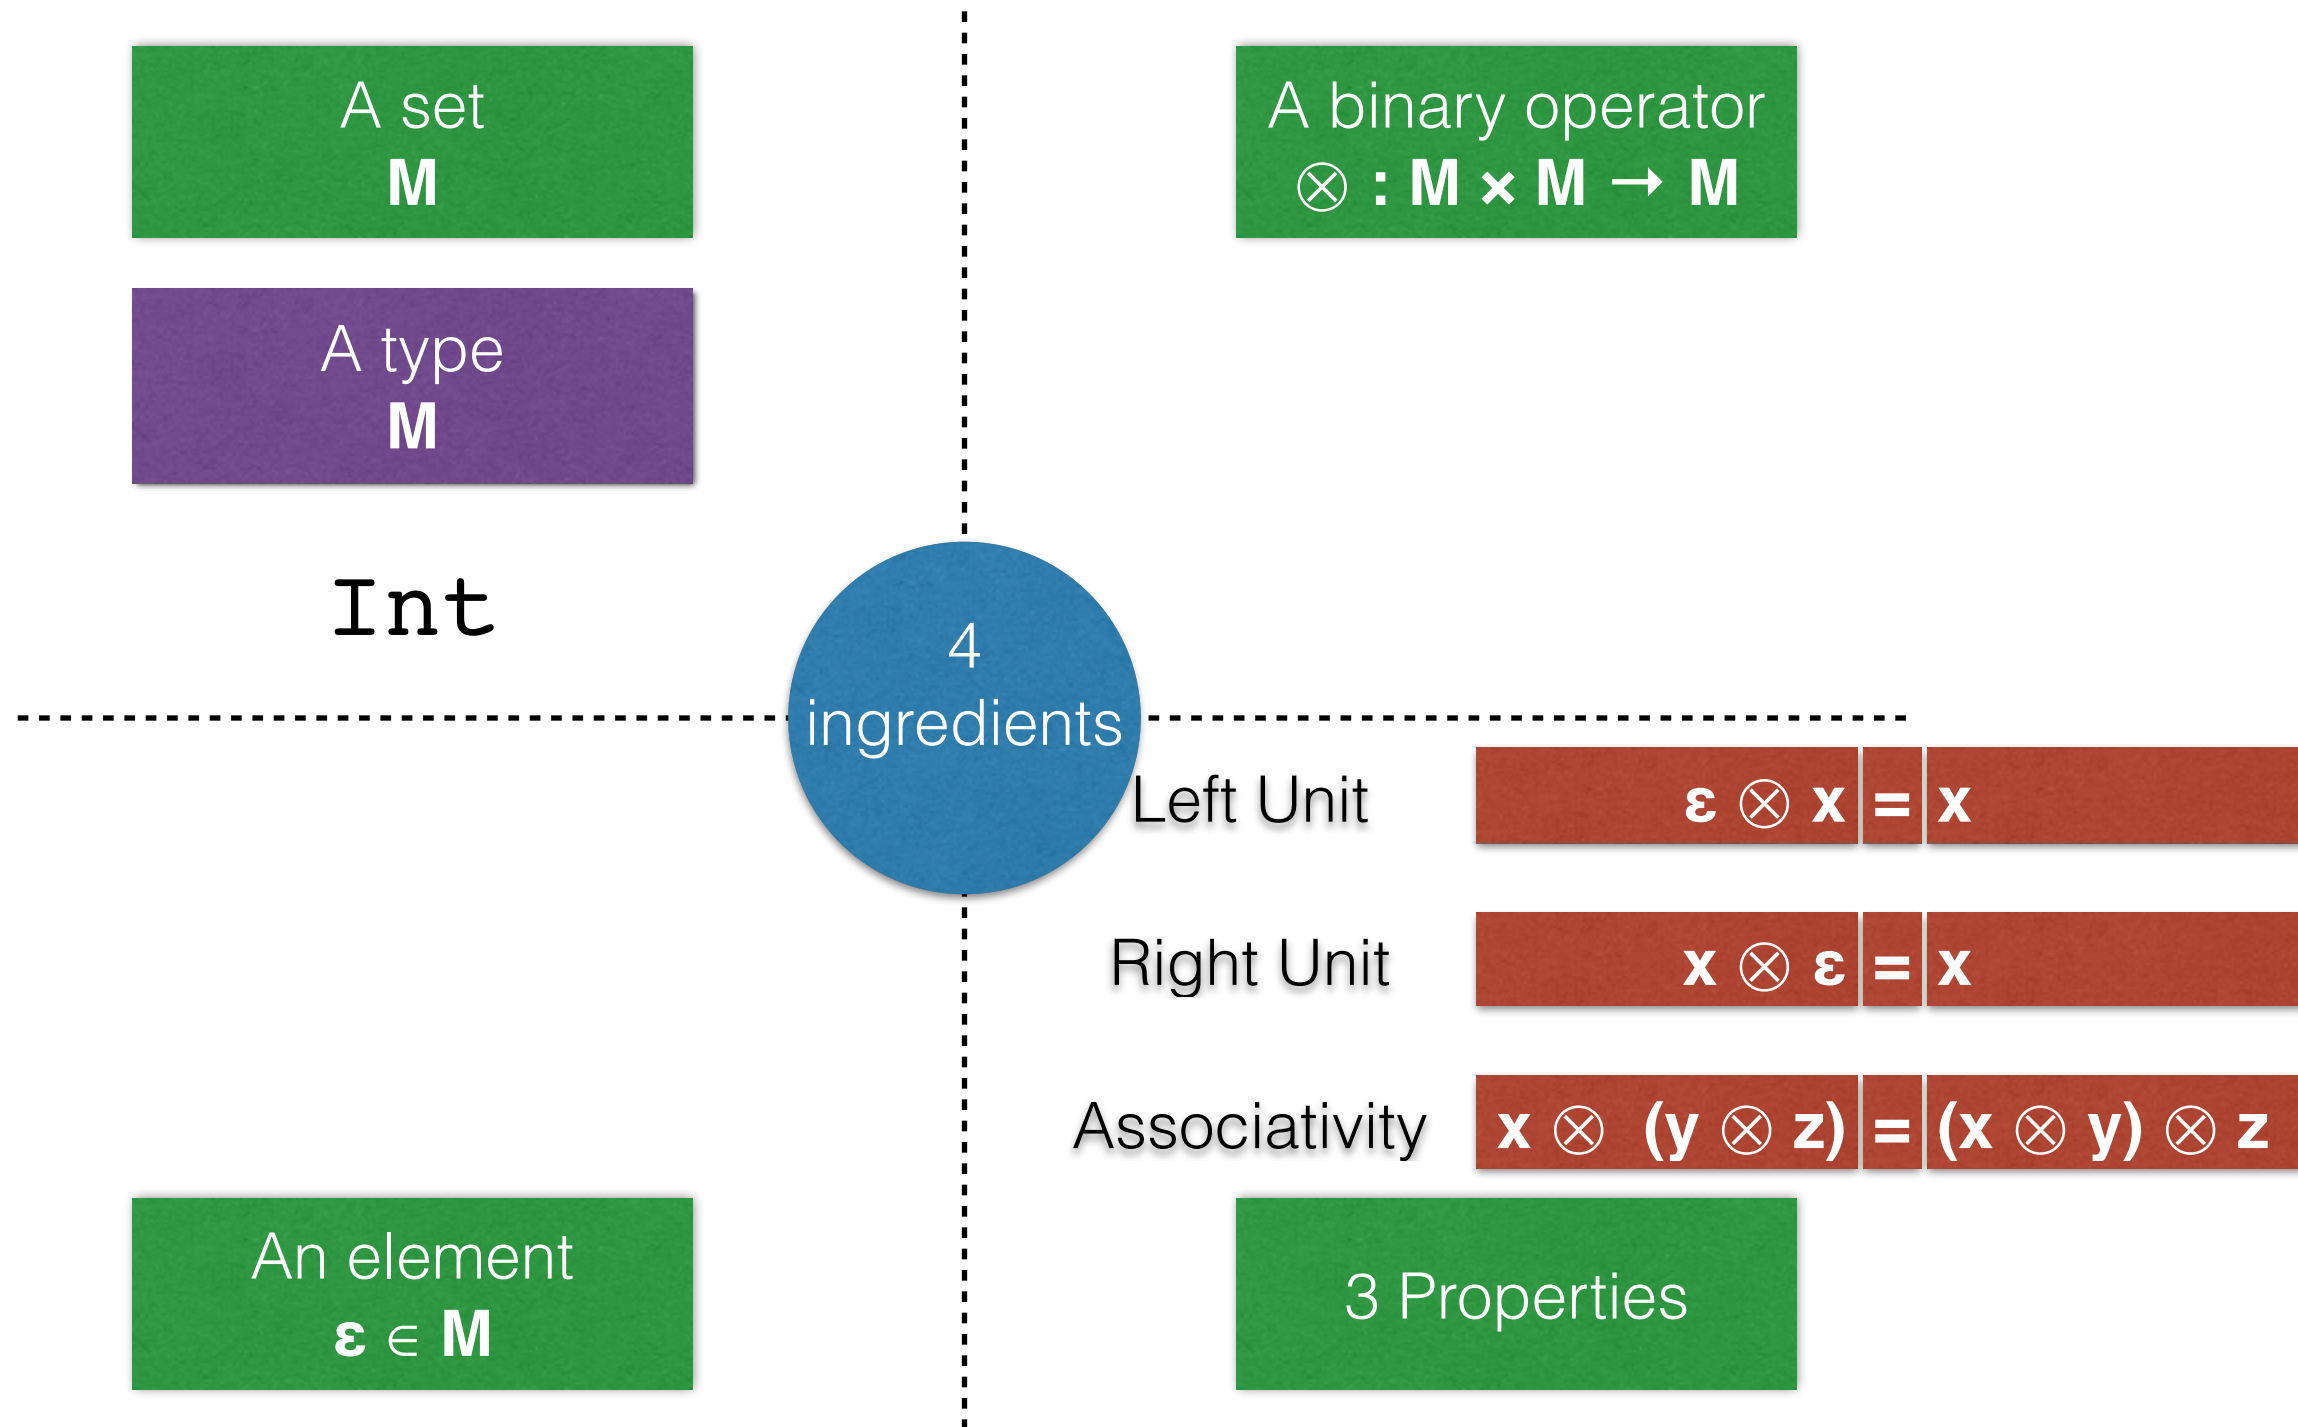 A set
M
A binary operator
⊗ : M × M → M
A type
M
Int
4
ingredients
Left Unit ε ⊗ x = x
Right Unit x ⊗ ε = x
Associativity x ⊗ (y ⊗ z) = (x ⊗ y) ⊗ z
An element
ε ∈ M
3 Properties